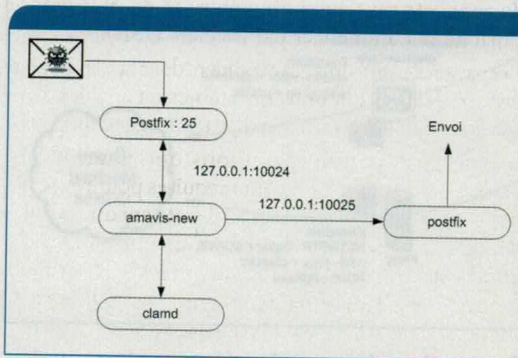 Postfix : 25
Envoi
127.0.0.1:10024
127.0.0.1:10025
amavis-new
postfix
clamd